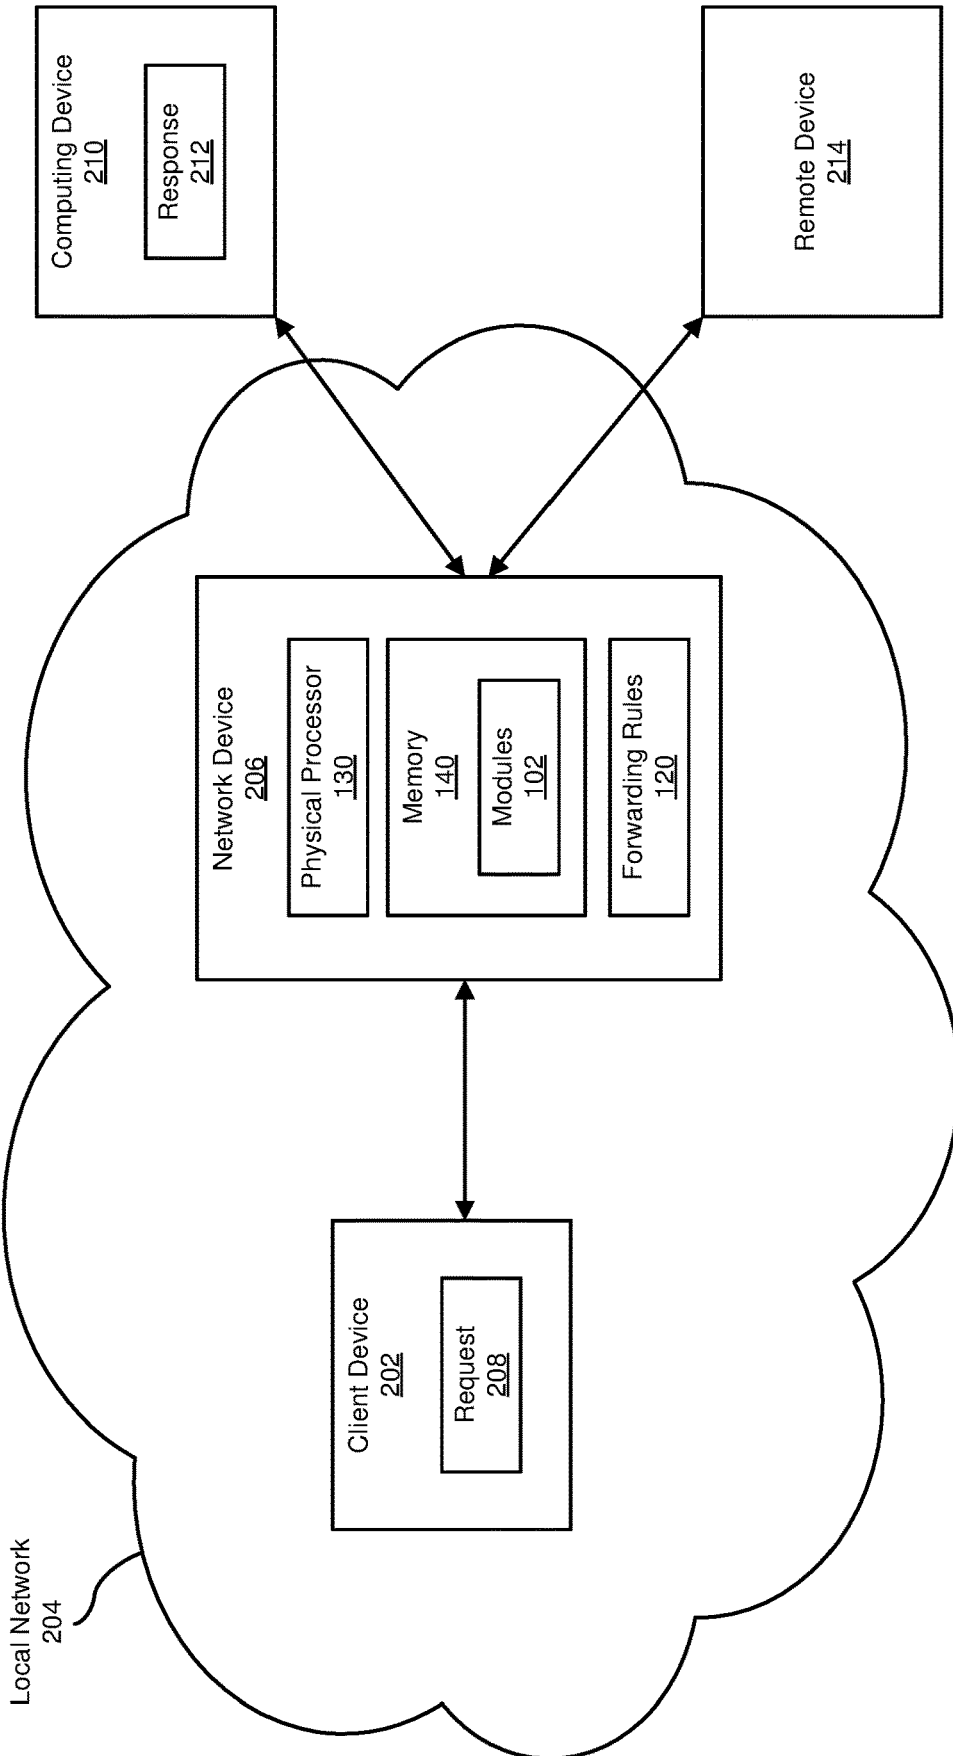 Local Network
204
Client Device
202
Request
208
Network Device
206
Physical Processor
130
Memory
140
Modules
102
Forwarding Rules
120
Computing Device
210
Response
212
Remote Device
214